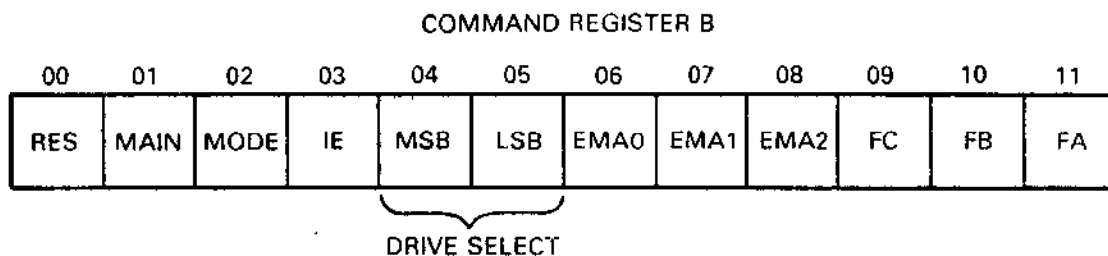 COMMAND REGISTER B
00 01 02 03 04 05 06 07 08 09 10 11
RES MAIN MODE IE MSB LSB EMA0 EMA1 EMA2 FC FB FA
DRIVE SELECT